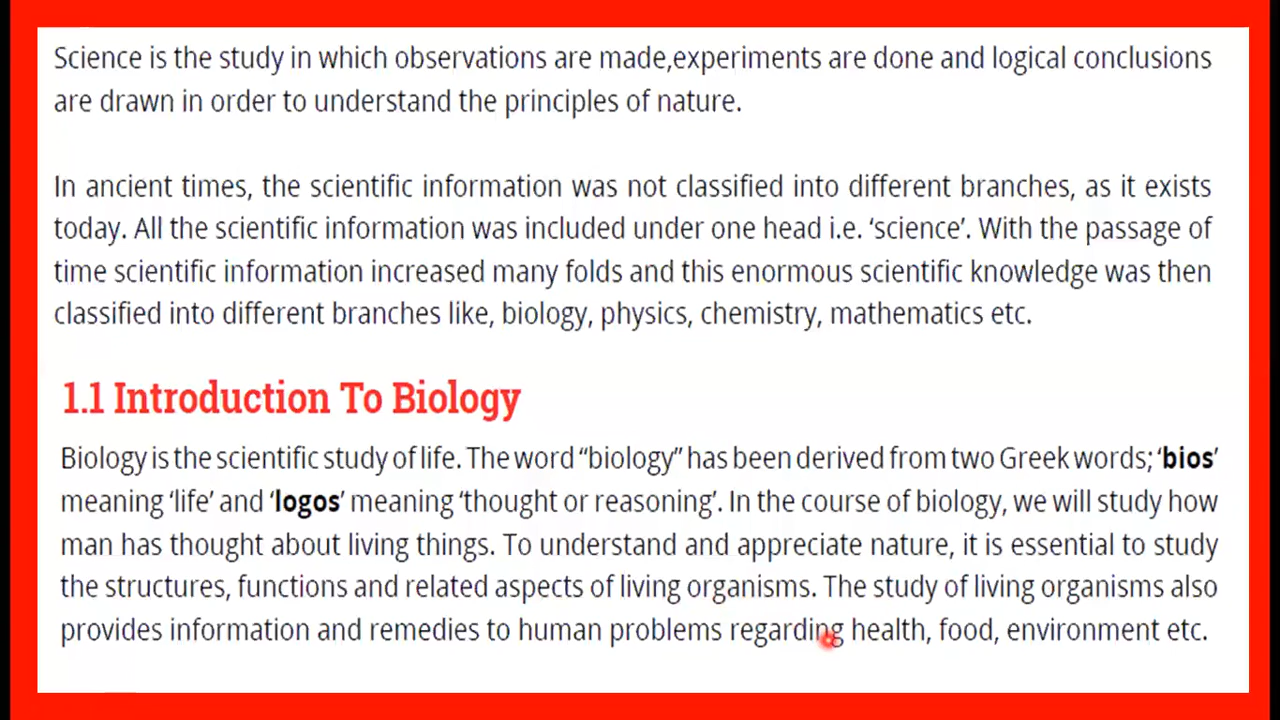 Science is the study in which observations are made,experiments are done and logical conclusions
are drawn in order to understand the principles of nature.
In ancient times, the scientific information was not classified into different branches, as it exists
today. All the scientific information was included under one head i.e. ‘science’. With the passage of
time scientific information increased many folds and this enormous scientific knowledge was then
classified into different branches like, biology, physics, chemistry, mathematics etc.
1.1 Introduction To Biology
Biology is the scientific study of life. The word “biology” has been derived from two Greek words; ‘bios’
meaning ‘life’ and ‘logos’ meaning ‘thought or reasoning’. In the course of biology, we will study how
man has thought about living things. To understand and appreciate nature, it is essential to study
the structures, functions and related aspects of living organisms. The study of living organisms also
provides information and remedies to human problems regarding health, food, environment etc.